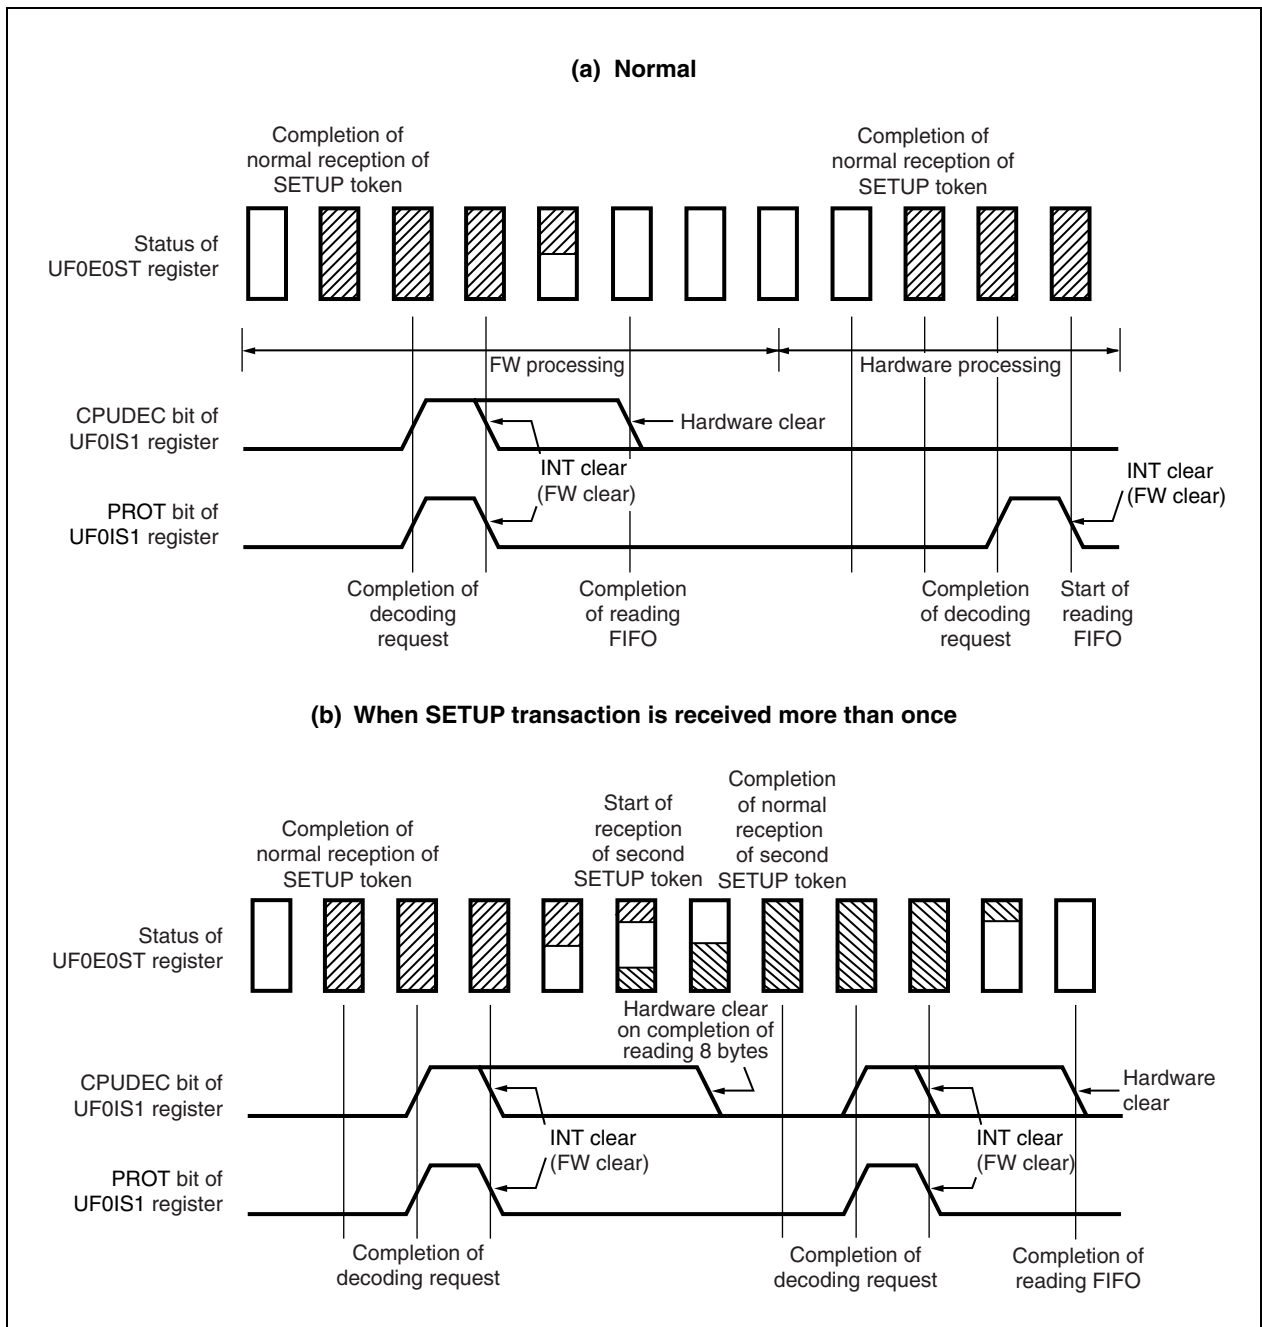 (a) Normal
Completion of
normal reception of
SETUP token
Completion of
normal reception of
SETUP token
Status of
UF0E0ST register
FW processing
Hardware processing
CPUDEC bit of
UF0IS1 register
Hardware clear
INT clear
(FW clear)
INT clear
(FW clear)
PROT bit of
UF0IS1 register
Completion of
decoding
request
Completion
of reading
FIFO
Completion
of decoding
request
Start of
reading
FIFO
(b) When SETUP transaction is received more than once
Completion of
normal reception of
SETUP token
Start of
reception
of second
SETUP token
Completion
of normal
reception
of second
SETUP token
Status of
UF0E0ST register
Hardware clear
on completion of
reading 8 bytes
CPUDEC bit of
UF0IS1 register
Hardware
clear
INT clear
(FW clear)
INT clear
(FW clear)
PROT bit of
UF0IS1 register
Completion of
decoding request
Completion of
decoding request
Completion of
reading FIFO